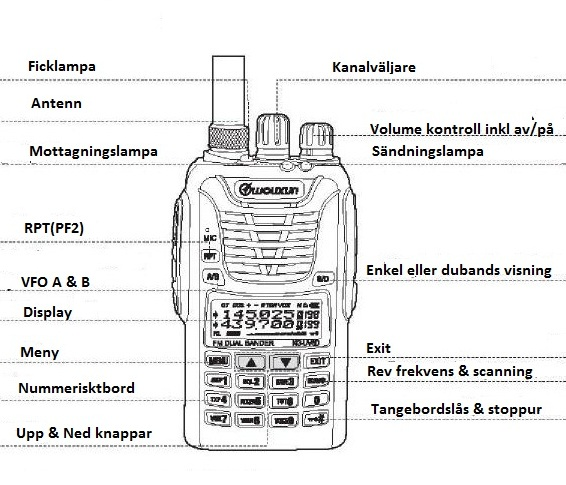 Ficklampa
Kanalväljare
Antenn
Volume kontroll inkl av/på
Mottagningslampa
Sändningslampa
WOUXUN
RPT(PF2)
MIC
RPT
A/B
Enkel eller dubands visning
VFO A & B
Display
145.025
439.700
FM DUAL BANDER
Meny
MENU
EXIT
Exit
Rev frekvens & scanning
Nummerisktbord
Tangebordslås & stoppur
Upp & Ned knappar